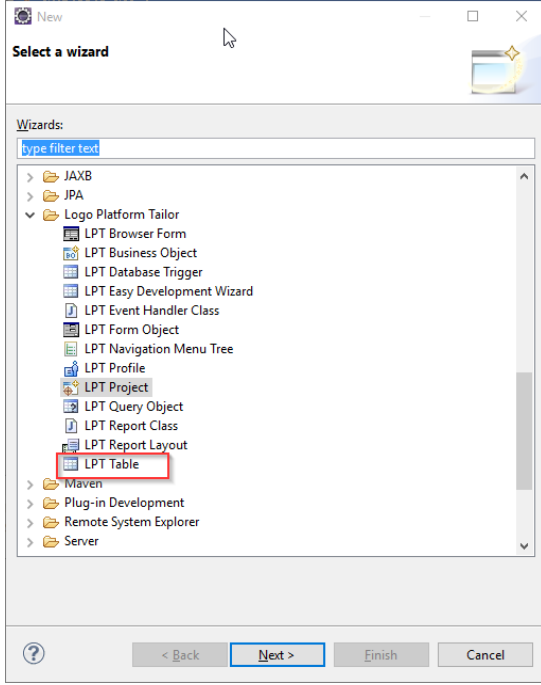 New
Select a wizard
Wizards:
type filter text
JAXB
JPA
Logo Platform Tailor
LPT Browser Form
LPT Business Object
LPT Database Trigger
LPT Easy Development Wizard
LPT Event Handler Class
LPT Form Object
LPT Navigation Menu Tree
LPT Profile
LPT Project
LPT Query Object
LPT Report Class
LPT Report Layout
LPT Table
Maven
Plug-in Development
Remote System Explorer
Server
? < Back Next > Finish Cancel